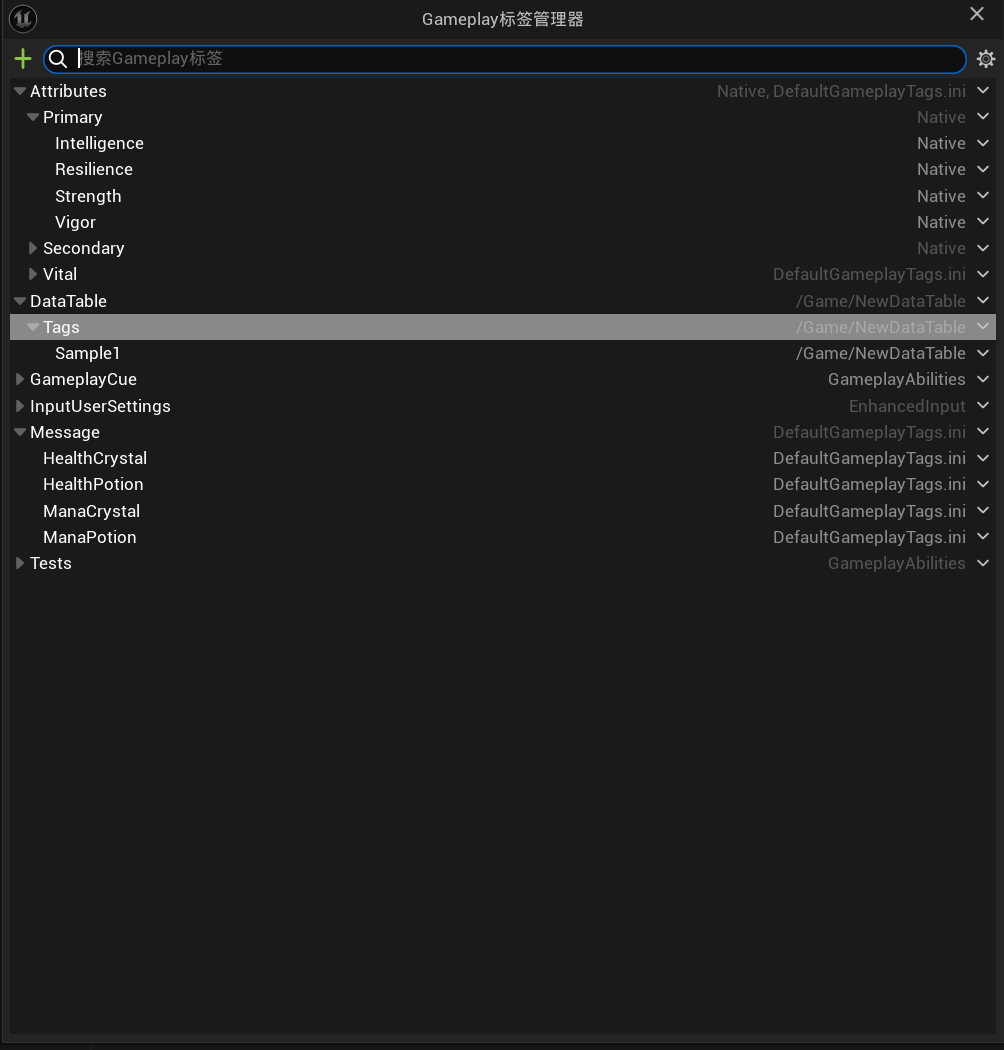 Gameplay标签管理器
搜索Gameplay标签
Attributes Native, DefaultGameplayTags.ini
Primary Native
Intelligence Native
Resilience Native
Strength Native
Vigor Native
Secondary Native
Vital DefaultGameplayTags.ini
DataTable /Game/NewDataTable
Tags /Game/NewDataTable
Sample1 /Game/NewDataTable
GameplayCue GameplayAbilities
InputUserSettings EnhancedInput
Message DefaultGameplayTags.ini
HealthCrystal DefaultGameplayTags.ini
HealthPotion DefaultGameplayTags.ini
ManaCrystal DefaultGameplayTags.ini
ManaPotion DefaultGameplayTags.ini
Tests GameplayAbilities